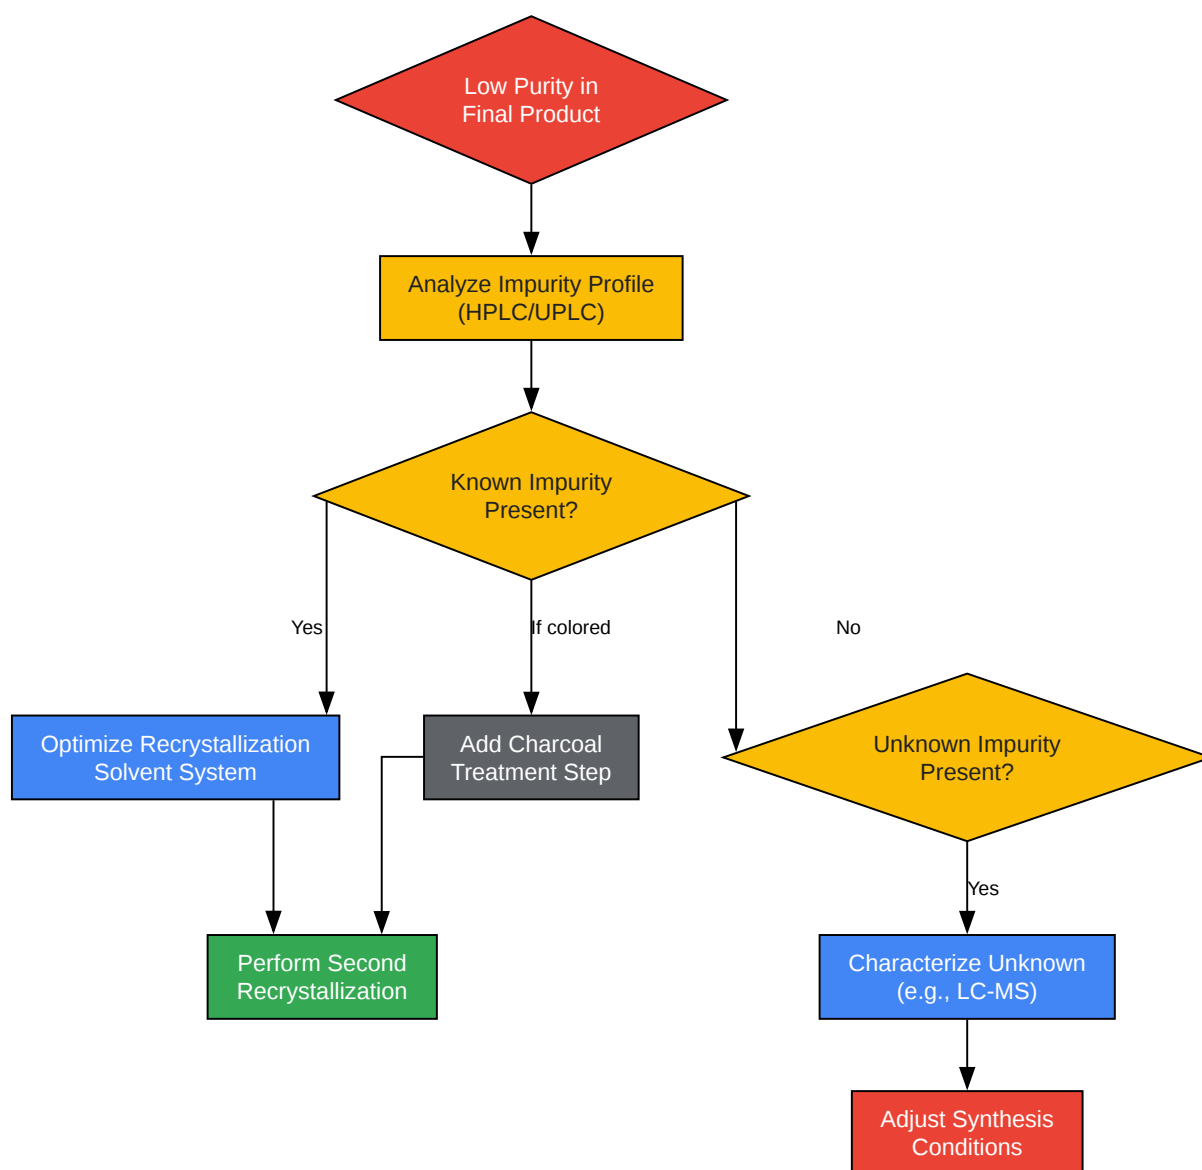 Low Purity in
Final Product
Analyze Impurity Profile
(HPLC/UPLC)
Known Impurity
Present?
Yes
If colored
No
Optimize Recrystallization
Solvent System
Add Charcoal
Treatment Step
Unknown Impurity
Present?
Yes
Perform Second
Recrystallization
Characterize Unknown
(e.g., LC-MS)
Adjust Synthesis
Conditions